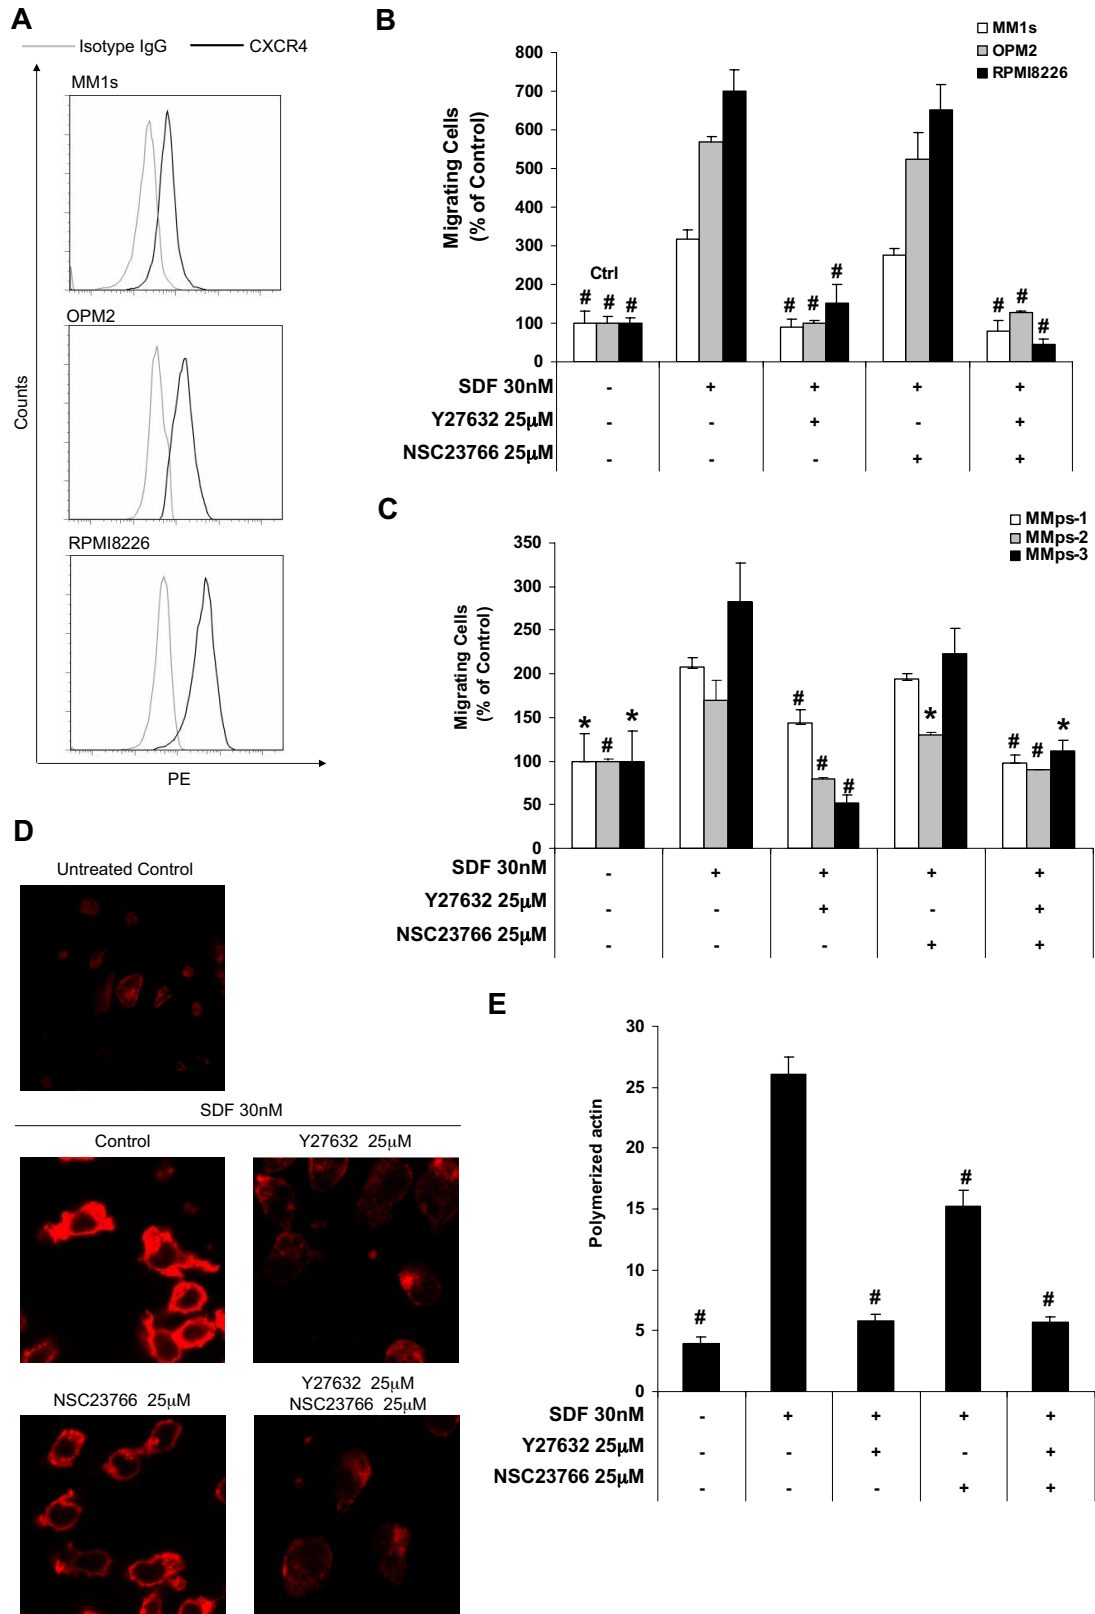 A
Isotype IgG
CXCR4
MM1s
OPM2
RPMI8226
Counts
PE
B
MM1s
OPM2
RPMI8226
Migrating Cells
(% of Control)
800
700
600
500
400
300
200
100
0
Ctrl
# # #
# # #
# # #
SDF 30nM - + + + +
Y27632 25µM - - + - +
NSC23766 25µM - - - + +
C
MMps-1
MMps-2
MMps-3
Migrating Cells
(% of Control)
350
300
250
200
150
100
50
0
* # *
# # #
*
# # *
SDF 30nM - + + + +
Y27632 25µM - - + - +
NSC23766 25µM - - - + +
D
Untreated Control
SDF 30nM
Control
Y27632 25µM
NSC23766 25µM
Y27632 25µM
NSC23766 25µM
E
Polymerized actin
30
25
20
15
10
5
0
# # # #
SDF 30nM - + + + +
Y27632 25µM - - + - +
NSC23766 25µM - - - + +